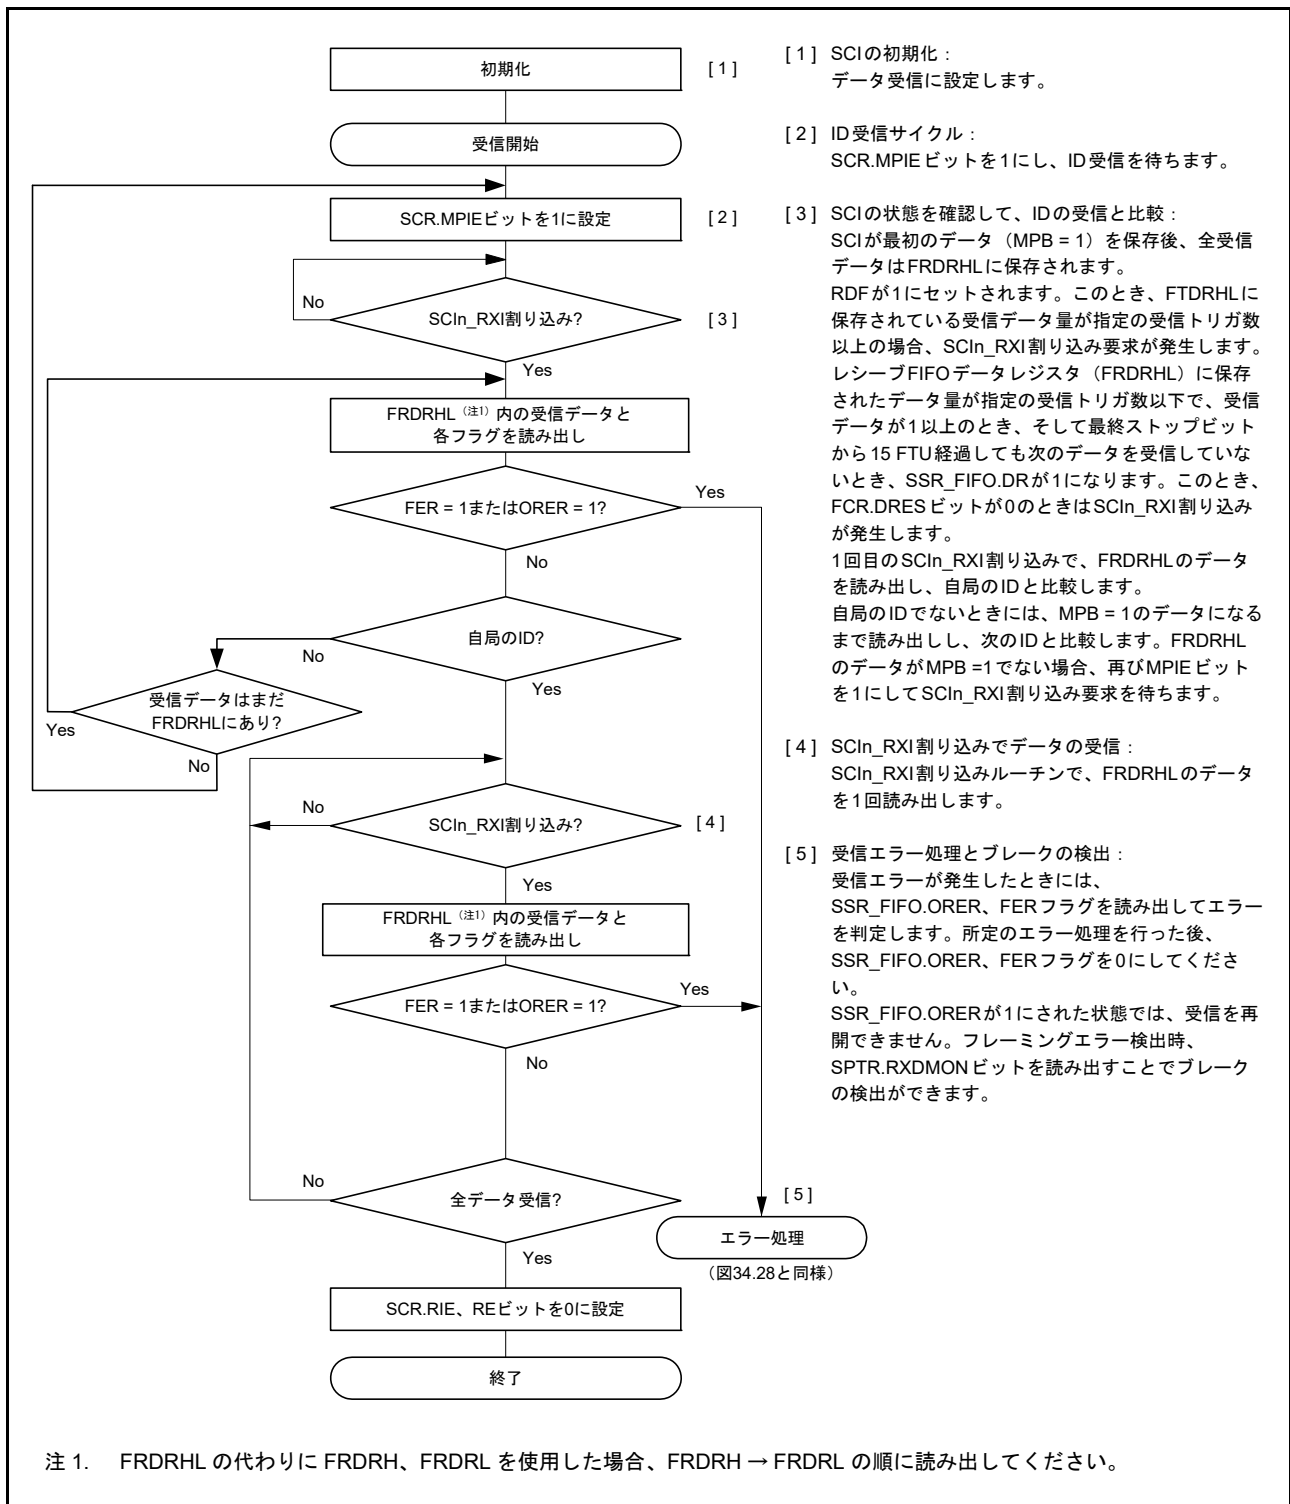 初期化
[ 1 ]
受信開始
SCR.MPIEビットを1に設定
[ 2 ]
No
SCIn_RXI割り込み?
[ 3 ]
Yes
FRDRHL（注1）内の受信データと
各フラグを読み出し
Yes
FER = 1またはORER = 1?
No
自局のID?
No
Yes
受信データはまだ
FRDRHLにあり?
Yes
No
No
SCIn_RXI割り込み?
[ 4 ]
Yes
FRDRHL（注1）内の受信データと
各フラグを読み出し
Yes
FER = 1またはORER = 1?
No
No
全データ受信?
[ 5 ]
エラー処理
（図34.28と同様）
Yes
SCR.RIE、REビットを0に設定
終了
[ 1 ] SCIの初期化：
データ受信に設定します。
[ 2 ] ID受信サイクル：
SCR.MPIEビットを1にし、ID受信を待ちます。
[ 3 ] SCIの状態を確認して、IDの受信と比較：
SCIが最初のデータ（MPB = 1）を保存後、全受信
データはFRDRHLに保存されます。
RDFが1にセットされます。このとき、FTDRHLに
保存されている受信データ量が指定の受信トリガ数
以上の場合、SCIn_RXI割り込み要求が発生します。
レシーブFIFOデータレジスタ（FRDRHL）に保存
されたデータ量が指定の受信トリガ数以下で、受信
データが1以上のとき、そして最終ストップビット
から15 FTU経過しても次のデータを受信していな
いとき、SSR_FIFO.DRが1になります。このとき、
FCR.DRESビットが0のときはSCIn_RXI割り込み
が発生します。
1回目のSCIn_RXI割り込みで、FRDRHLのデータ
を読み出し、自局のIDと比較します。
自局のIDでないときには、MPB = 1のデータになる
まで読み出しし、次のIDと比較します。FRDRHL
のデータがMPB =1でない場合、再びMPIEビット
を1にしてSCIn_RXI割り込み要求を待ちます。
[ 4 ] SCIn_RXI割り込みでデータの受信：
SCIn_RXI割り込みルーチンで、FRDRHLのデータ
を1回読み出します。
[ 5 ] 受信エラー処理とブレークの検出：
受信エラーが発生したときには、
SSR_FIFO.ORER、FERフラグを読み出してエラー
を判定します。所定のエラー処理を行った後、
SSR_FIFO.ORER、FERフラグを0にしてくださ
い。
SSR_FIFO.ORERが1にされた状態では、受信を再
開できません。フレーミングエラー検出時、
SPTR.RXDMONビットを読み出すことでブレーク
の検出ができます。
注 1. FRDRHL の代わりに FRDRH、FRDRL を使用した場合、FRDRH → FRDRL の順に読み出してください。